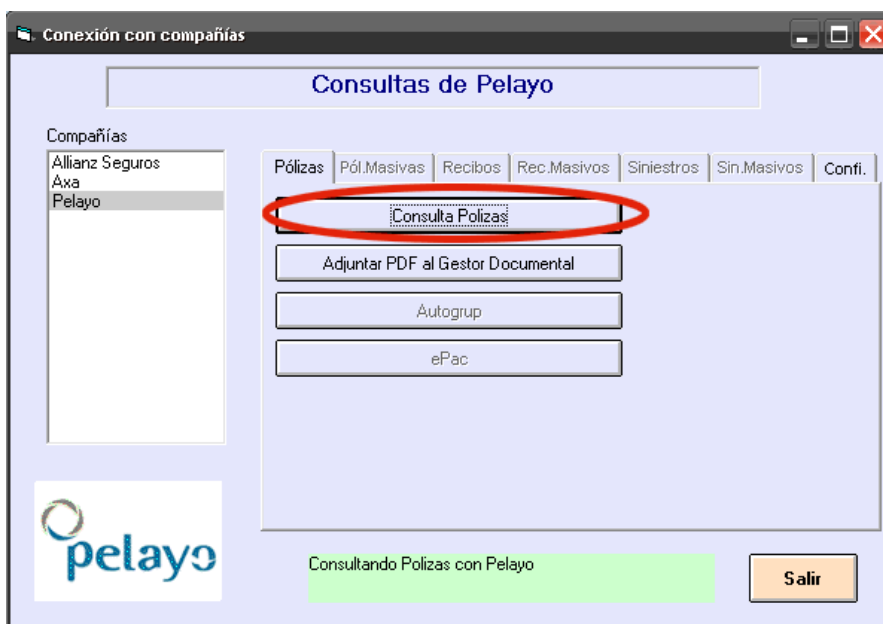 Conexión con compañías
Consultas de Pelayo
Compañías
Allianz Seguros
Axa
Pelayo
Pólizas Pól.Masivas Recibos Rec.Masivos Siniestros Sin.Masivos Confi.
Consulta Polizas
Adjuntar PDF al Gestor Documental
Autogrup
ePac
pelayo
Consultando Polizas con Pelayo
Salir